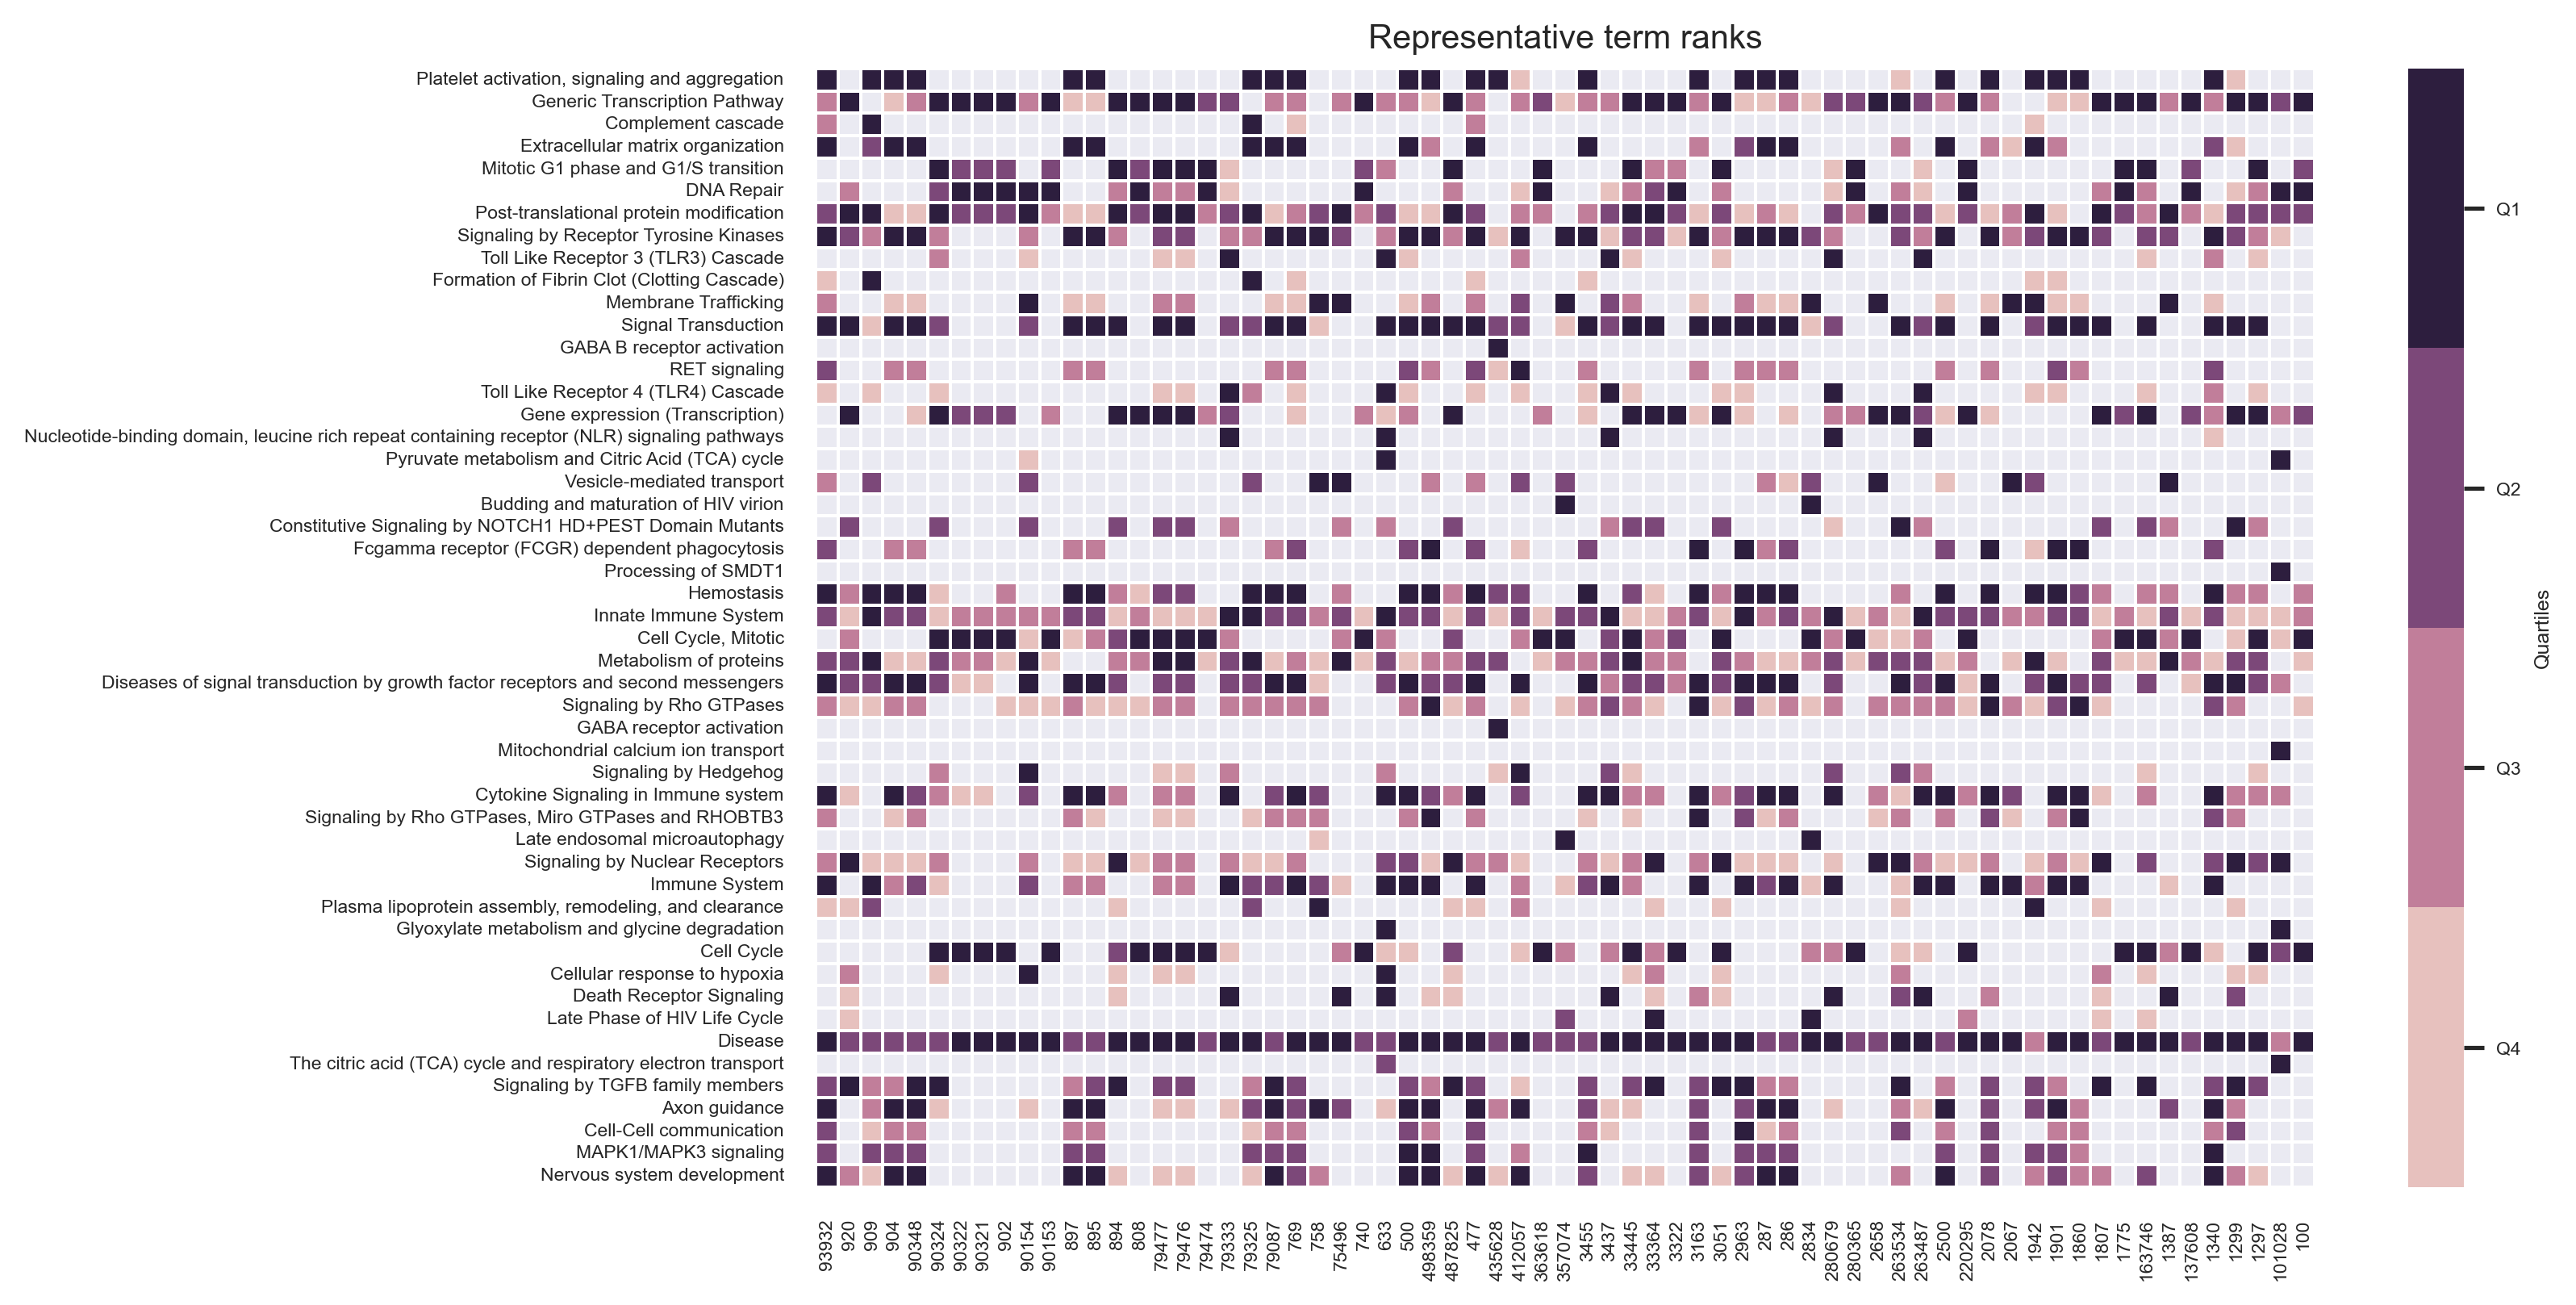 Representative term ranks
Platelet activation, signaling and aggregation
Generic Transcription Pathway
Complement cascade
Extracellular matrix organization
Mitotic G1 phase and G1/S transition
DNA Repair
Post-translational protein modification
Signaling by Receptor Tyrosine Kinases
Toll Like Receptor 3 (TLR3) Cascade
Formation of Fibrin Clot (Clotting Cascade)
Membrane Trafficking
Signal Transduction
GABA B receptor activation
RET signaling
Toll Like Receptor 4 (TLR4) Cascade
Gene expression (Transcription)
Nucleotide-binding domain, leucine rich repeat containing receptor (NLR) signaling pathways
Pyruvate metabolism and Citric Acid (TCA) cycle
Vesicle-mediated transport
Budding and maturation of HIV virion
Constitutive Signaling by NOTCH1 HD+PEST Domain Mutants
Fcgamma receptor (FCGR) dependent phagocytosis
Processing of SMDT1
Hemostasis
Innate Immune System
Cell Cycle, Mitotic
Metabolism of proteins
Diseases of signal transduction by growth factor receptors and second messengers
Signaling by Rho GTPases
GABA receptor activation
Mitochondrial calcium ion transport
Signaling by Hedgehog
Cytokine Signaling in Immune system
Signaling by Rho GTPases, Miro GTPases and RHOBTB3
Late endosomal microautophagy
Signaling by Nuclear Receptors
Immune System
Plasma lipoprotein assembly, remodeling, and clearance
Glyoxylate metabolism and glycine degradation
Cell Cycle
Cellular response to hypoxia
Death Receptor Signaling
Late Phase of HIV Life Cycle
Disease
The citric acid (TCA) cycle and respiratory electron transport
Signaling by TGFB family members
Axon guidance
Cell-Cell communication
MAPK1/MAPK3 signaling
Nervous system development
93932
920
909
904
90348
90324
90322
90321
902
90154
90153
897
895
894
808
79477
79476
79474
79333
79325
79087
769
758
75496
740
633
500
498359
487825
477
435628
412057
363618
357074
3455
3437
33445
33364
3322
3163
3051
2963
287
286
2834
280679
280365
2658
263534
263487
2500
220295
2078
2067
1942
1901
1860
1807
1775
163746
1387
137608
1340
1299
1297
101028
100
Q1
Q2
Q3
Q4
Quartiles